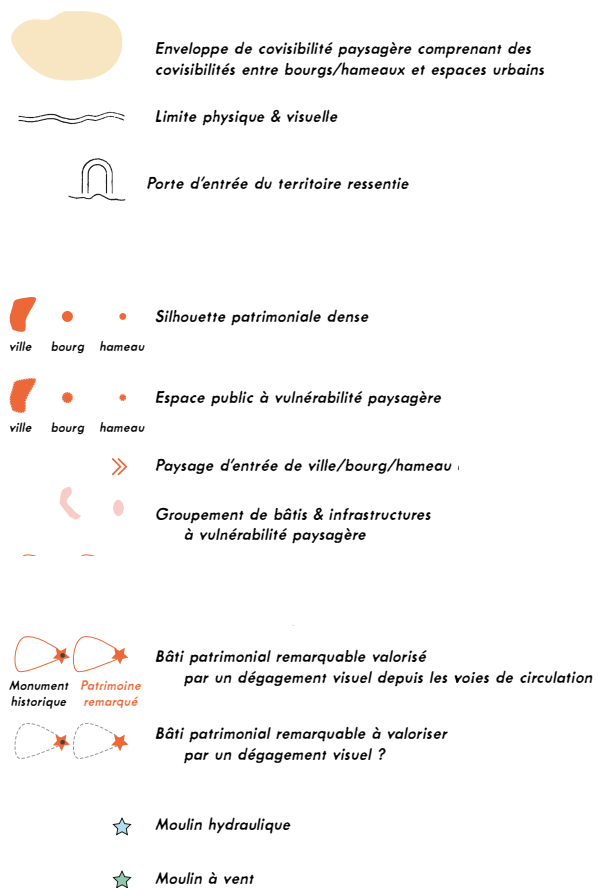 Enveloppe de covisibilité paysagère comprenant des
covisibilités entre bourgs/hameaux et espaces urbains
Limite physique & visuelle
Porte d'entrée du territoire ressentie
Silhouette patrimoniale dense
ville bourg hameau
Espace public à vulnérabilité paysagère
ville bourg hameau
Paysage d'entrée de ville/bourg/hameau
Groupement de bâtis & infrastructures
à vulnérabilité paysagère
Bâti patrimonial remarquable valorisé
par un dégagement visuel depuis les voies de circulation
Monument Patrimoine
historique remarqué
Bâti patrimonial remarquable à valoriser
par un dégagement visuel ?
Moulin hydraulique
Moulin à vent